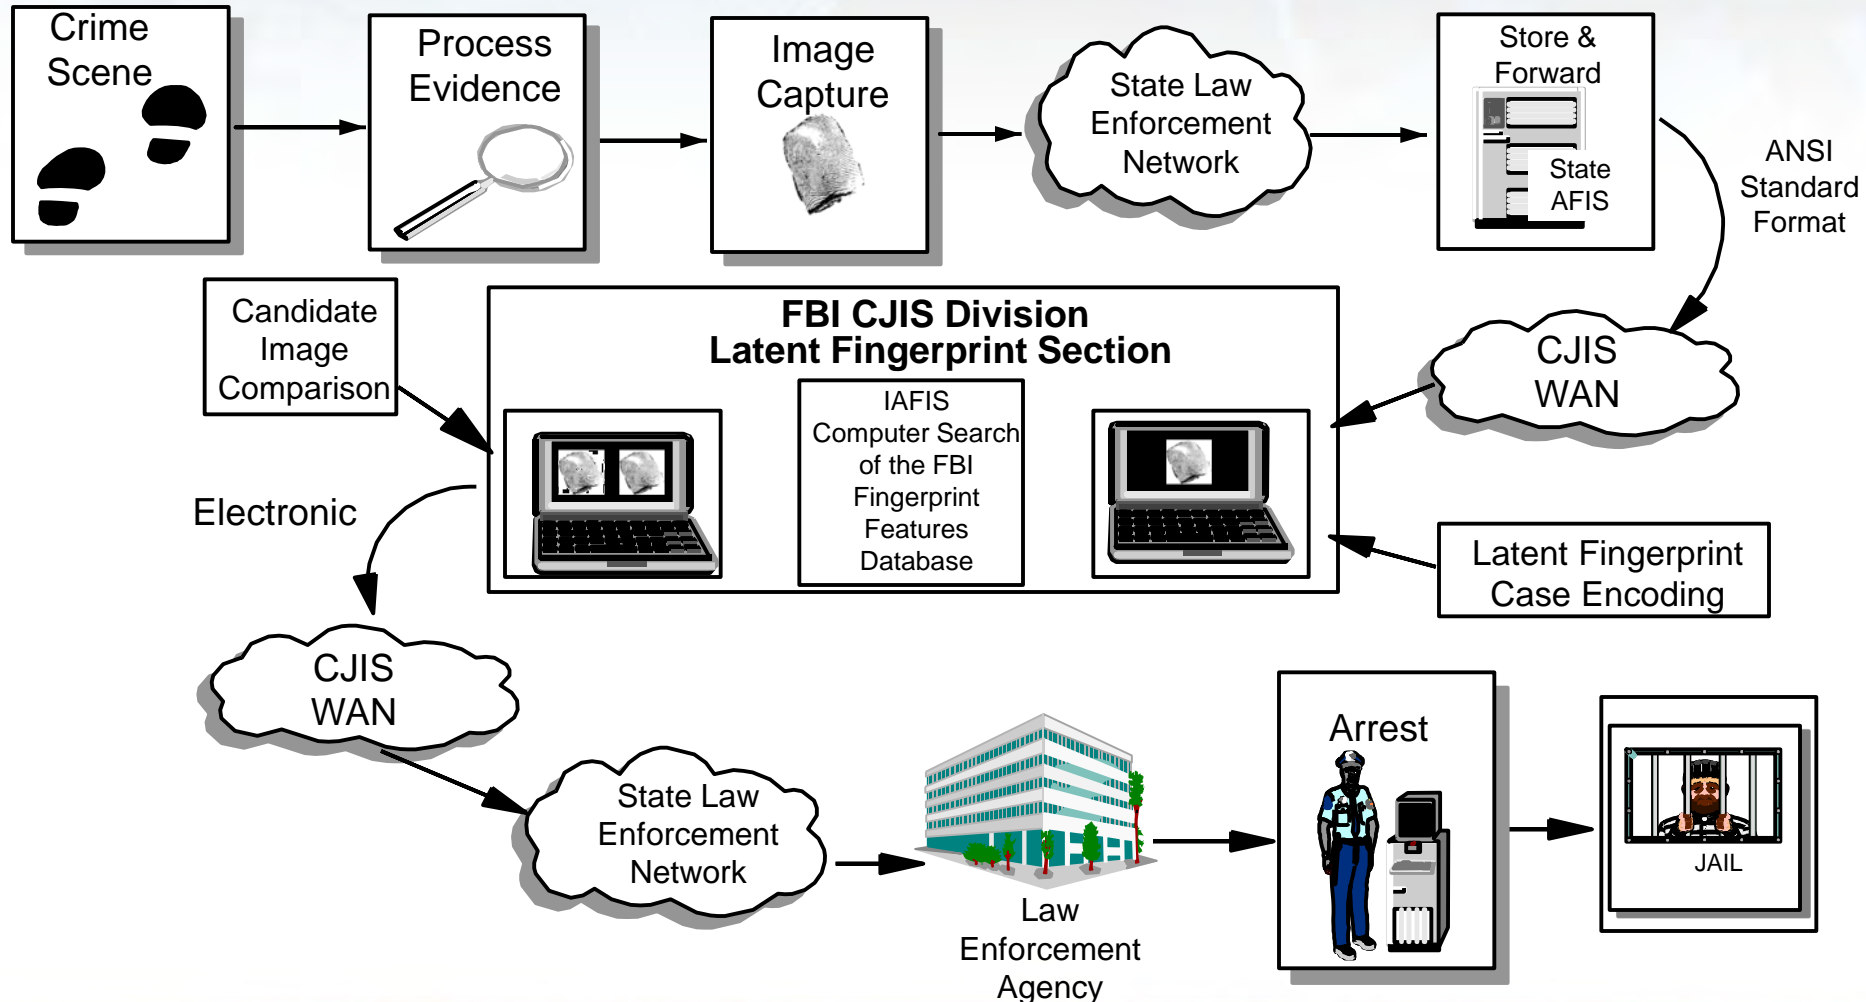 Crime
Scene
Process
Evidence
Image
Capture
State Law
Enforcement
Network
Store &
Forward
State
AFIS
ANSI
Standard
Format
Candidate
Image
Comparison
FBI CJIS Division
Latent Fingerprint Section
IAFIS
Computer Search
of the FBI
Fingerprint
Features
Database
CJIS
WAN
Electronic
Latent Fingerprint
Case Encoding
CJIS
WAN
State Law
Enforcement
Network
Law
Enforcement
Agency
Arrest
JAIL